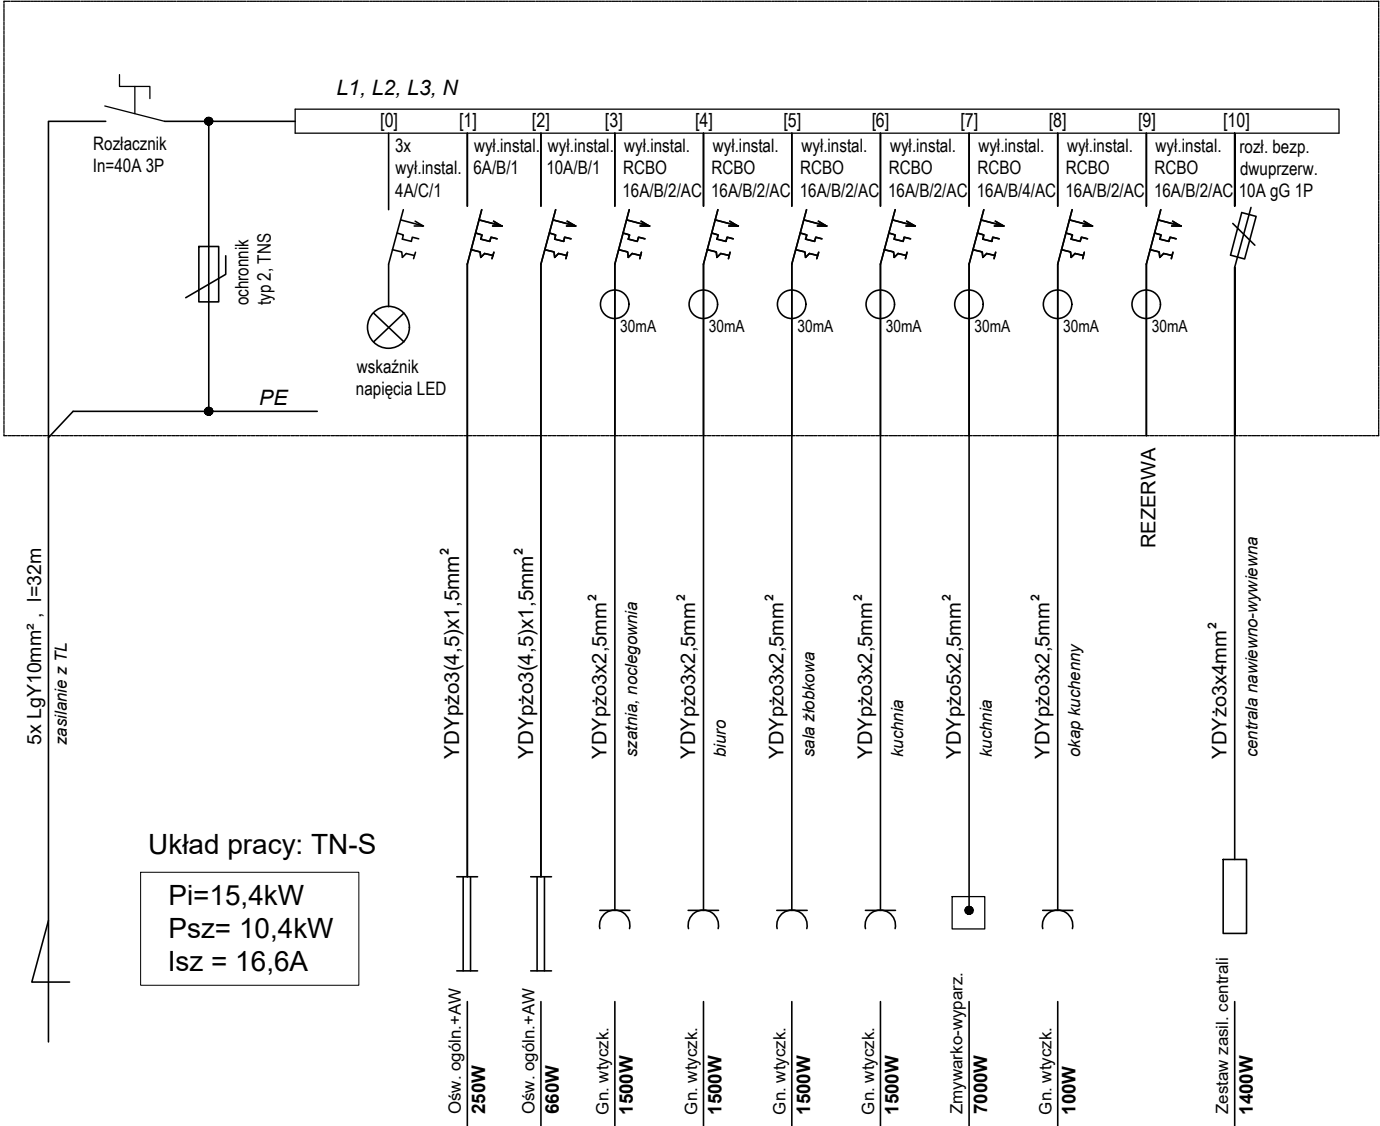 L1, L2, L3, N
[0]
[1]
[2]
[3]
[4]
[5]
[6]
[7]
[8]
[9]
[10]
Rozłacznik
In=40A 3P
3x
wył.instal.
4A/C/1
wył.instal.
6A/B/1
wył.instal.
10A/B/1
wył.instal.
RCBO
16A/B/2/AC
wył.instal.
RCBO
16A/B/2/AC
wył.instal.
RCBO
16A/B/2/AC
wył.instal.
RCBO
16A/B/2/AC
wył.instal.
RCBO
16A/B/4/AC
wył.instal.
RCBO
16A/B/2/AC
wył.instal.
RCBO
16A/B/2/AC
rozł. bezp.
dwuprzerw.
10A gG 1P
ochronnik
typ 2, TNS
30mA
30mA
30mA
30mA
30mA
30mA
30mA
wskaźnik
napięcia LED
PE
REZERWA
5x LgY10mm² , l=32m
zasilanie z TL
YDYpżo3(4,5)x1,5mm²
YDYpżo3(4,5)x1,5mm²
YDYpżo3x2,5mm²
szatnia, noclegownia
YDYpżo3x2,5mm²
biuro
YDYpżo3x2,5mm²
sala żłobkowa
YDYpżo3x2,5mm²
kuchnia
YDYpżo5x2,5mm²
kuchnia
YDYpżo3x2,5mm²
okap kuchenny
YDYżo3x4mm²
centrala nawiewno-wywiewna
Układ pracy: TN-S
Pi=15,4kW
Psz= 10,4kW
Isz = 16,6A
Ośw. ogóln.+AW
250W
Ośw. ogóln.+AW
660W
Gn. wtyczk.
1500W
Gn. wtyczk.
1500W
Gn. wtyczk.
1500W
Gn. wtyczk.
1500W
Zmywarko-wyparz.
7000W
Gn. wtyczk.
100W
Zestaw zasil. centrali
1400W